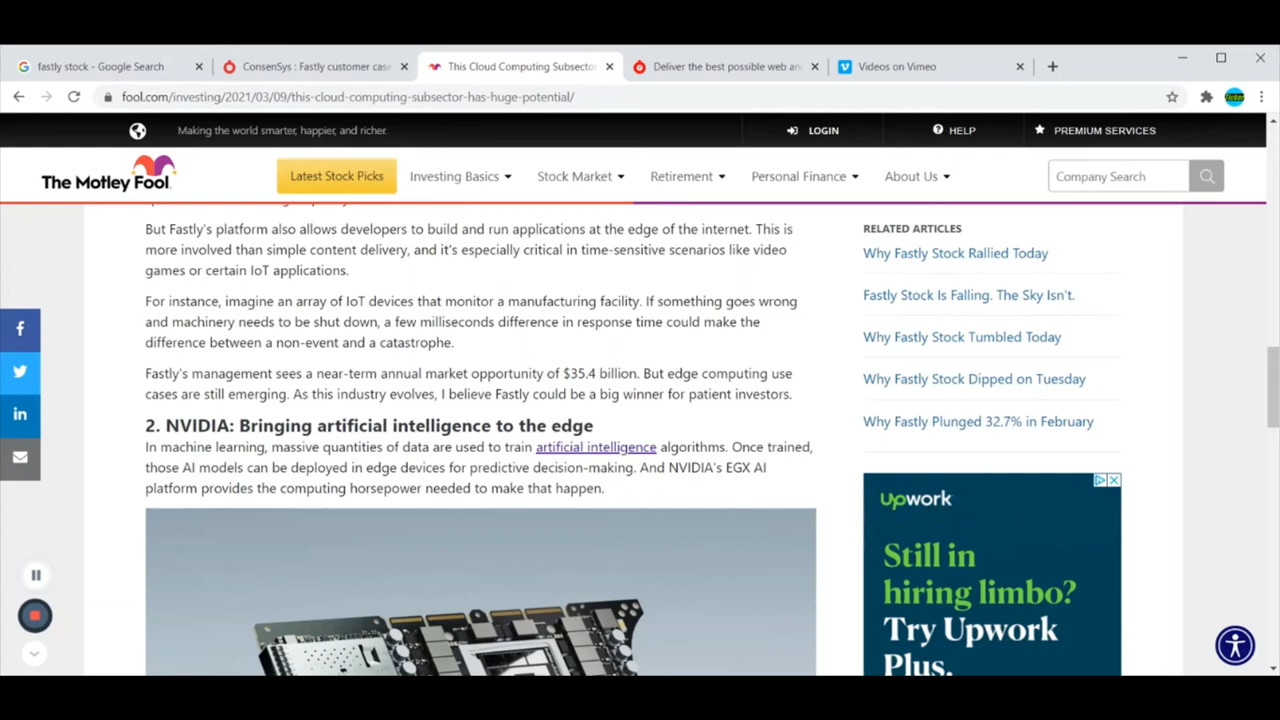 fastly stock - Google Search
ConsenSys : Fastly customer case
This Cloud Computing Subsector
Deliver the best possible web an
Videos on Vimeo
fool.com/investing/2021/03/09/this-cloud-computing-subsector-has-huge-potential/
Making the world smarter, happier, and richer.
LOGIN
HELP
PREMIUM SERVICES
The Motley Fool.
Latest Stock Picks
Investing Basics
Stock Market
Retirement
Personal Finance
About Us
Company Search
But Fastly's platform also allows developers to build and run applications at the edge of the internet. This is
more involved than simple content delivery, and it's especially critical in time-sensitive scenarios like video
games or certain IoT applications.
For instance, imagine an array of IoT devices that monitor a manufacturing facility. If something goes wrong
and machinery needs to be shut down, a few milliseconds difference in response time could make the
difference between a non-event and a catastrophe.
Fastly's management sees a near-term annual market opportunity of $35.4 billion. But edge computing use
cases are still emerging. As this industry evolves, I believe Fastly could be a big winner for patient investors.
2. NVIDIA: Bringing artificial intelligence to the edge
In machine learning, massive quantities of data are used to train artificial intelligence algorithms. Once trained,
those AI models can be deployed in edge devices for predictive decision-making. And NVIDIA's EGX AI
platform provides the computing horsepower needed to make that happen.
RELATED ARTICLES
Why Fastly Stock Rallied Today
Fastly Stock Is Falling. The Sky Isn't.
Why Fastly Stock Tumbled Today
Why Fastly Stock Dipped on Tuesday
Why Fastly Plunged 32.7% in February
Upwork
Still in
hiring limbo?
Try Upwork
Plus.